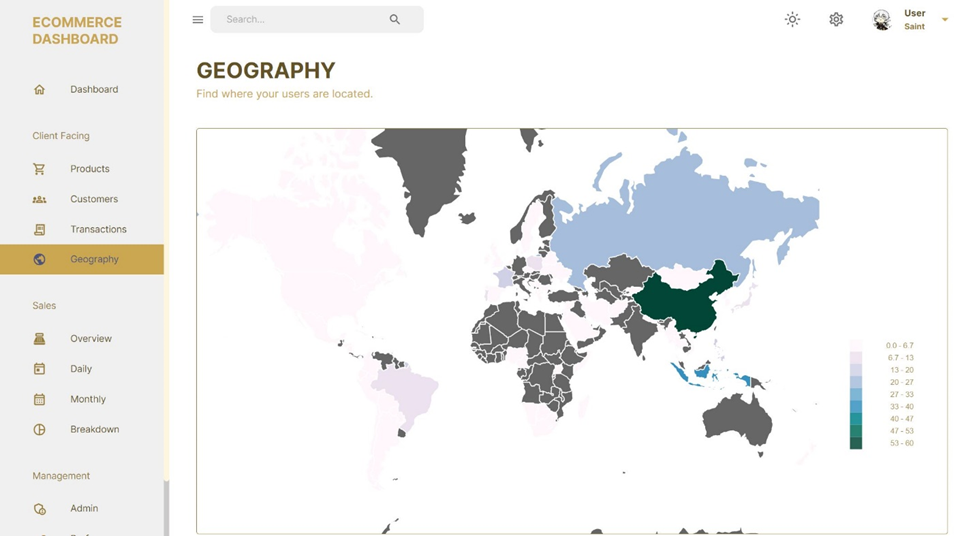 ECOMMERCE
DASHBOARD
Search...
User
Saint
Dashboard
Client Facing
Products
Customers
Transactions
Geography
Sales
Overview
Daily
Monthly
Breakdown
Management
Admin
GEOGRAPHY
Find where your users are located.
0.0 - 6.7
6.7 - 13
13 - 20
20 - 27
27 - 33
33 - 40
40 - 47
47 - 53
53 - 60